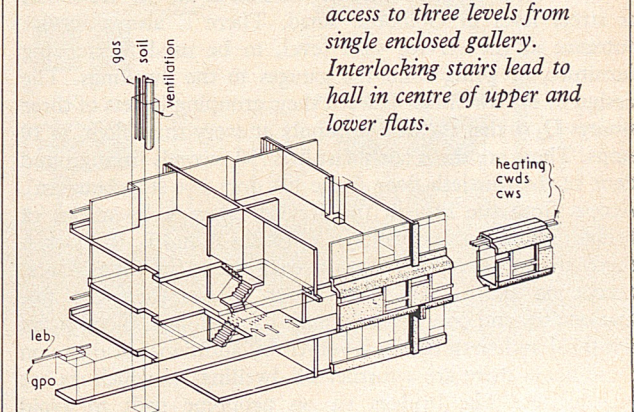 access to three levels from
single enclosed gallery.
Interlocking stairs lead to
hall in centre of upper and
lower flats.
gas
soil
ventilation
heating
cwds
cws
leb
gpo